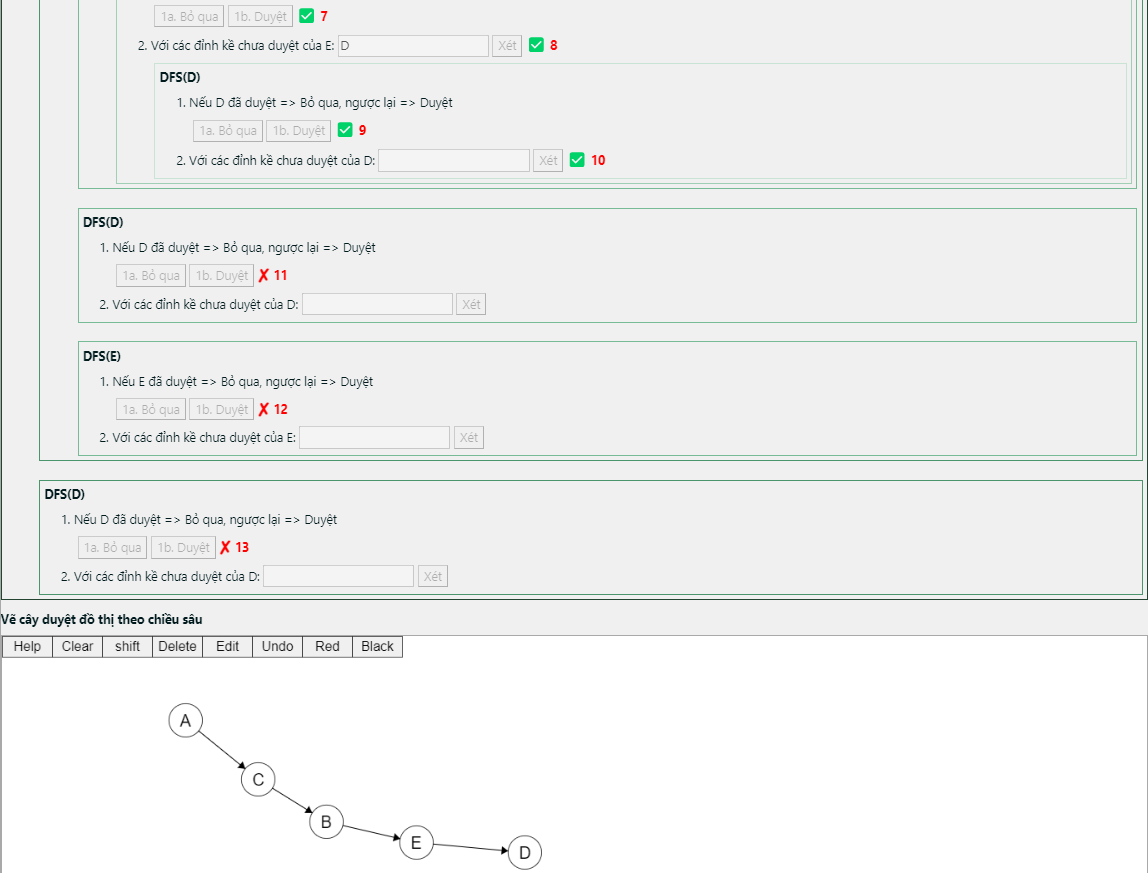 1a. Bỏ qua 1b. Duyệt ✅ 7
2. Với các đỉnh kề chưa duyệt của E: D Xét ✅ 8
DFS(D)
1. Nếu D đã duyệt => Bỏ qua, ngược lại => Duyệt
1a. Bỏ qua 1b. Duyệt ✅ 9
2. Với các đỉnh kề chưa duyệt của D: Xét ✅ 10
DFS(D)
1. Nếu D đã duyệt => Bỏ qua, ngược lại => Duyệt
1a. Bỏ qua 1b. Duyệt ✗ 11
2. Với các đỉnh kề chưa duyệt của D: Xét
DFS(E)
1. Nếu E đã duyệt => Bỏ qua, ngược lại => Duyệt
1a. Bỏ qua 1b. Duyệt ✗ 12
2. Với các đỉnh kề chưa duyệt của E: Xét
DFS(D)
1. Nếu D đã duyệt => Bỏ qua, ngược lại => Duyệt
1a. Bỏ qua 1b. Duyệt ✗ 13
2. Với các đỉnh kề chưa duyệt của D: Xét
Vẽ cây duyệt đồ thị theo chiều sâu
Help Clear shift Delete Edit Undo Red Black
A
C
B
E
D